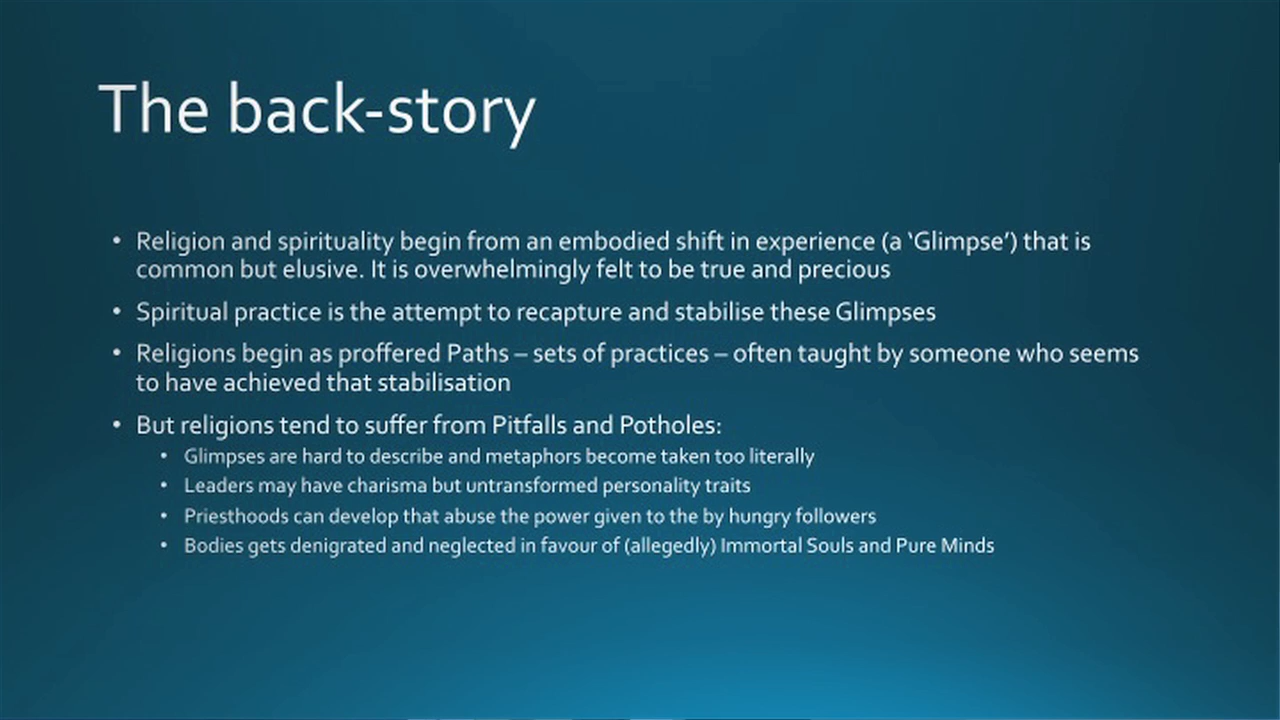 The back-story
• Religion and spirituality begin from an embodied shift in experience (a ‘Glimpse’) that is
common but elusive. It is overwhelmingly felt to be true and precious
• Spiritual practice is the attempt to recapture and stabilise these Glimpses
• Religions begin as proffered Paths – sets of practices – often taught by someone who seems
to have achieved that stabilisation
• But religions tend to suffer from Pitfalls and Potholes:
• Glimpses are hard to describe and metaphors become taken too literally
• Leaders may have charisma but untransformed personality traits
• Priesthoods can develop that abuse the power given to the by hungry followers
• Bodies gets denigrated and neglected in favour of (allegedly) Immortal Souls and Pure Minds